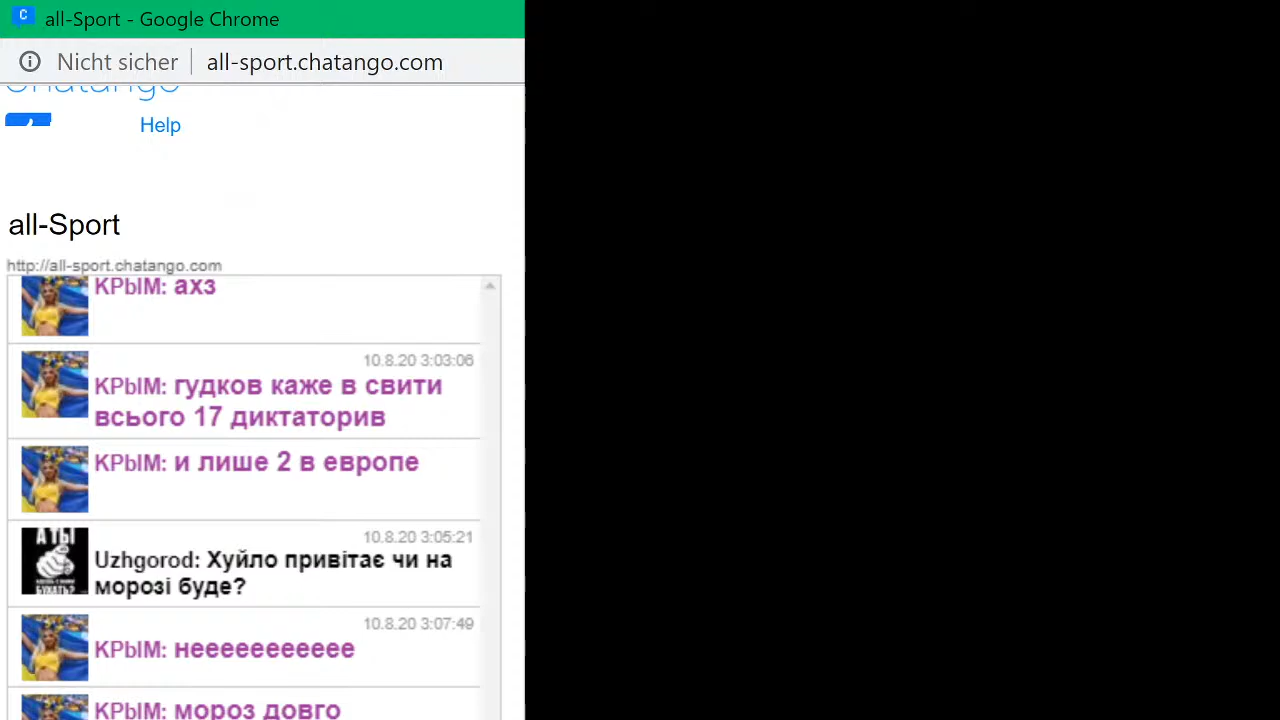 all-Sport - Google Chrome
Nicht sicher
all-sport.chatango.com
chatango
Help
all-Sport
http://all-sport.chatango.com
КРЫМ: ахз
10.8.20 3:03:06
КРЫМ: гудков каже в свити
всього 17 диктаторив
КРЫМ: и лише 2 в европе
10.8.20 3:05:21
А ТЫ
Uzhgorod: Хуйло привітає чи на
морозі буде?
10.8.20 3:07:49
КРЫМ: неееееееееее
КРЫМ: мороз довго